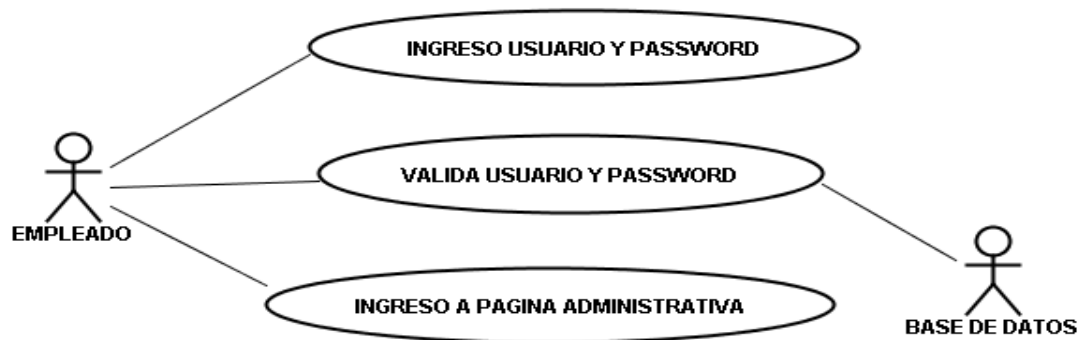 INGRESO USUARIO Y PASSWORD
VALIDA USUARIO Y PASSWORD
EMPLEADO
INGRESO A PAGINA ADMINISTRATIVA
BASE DE DATOS